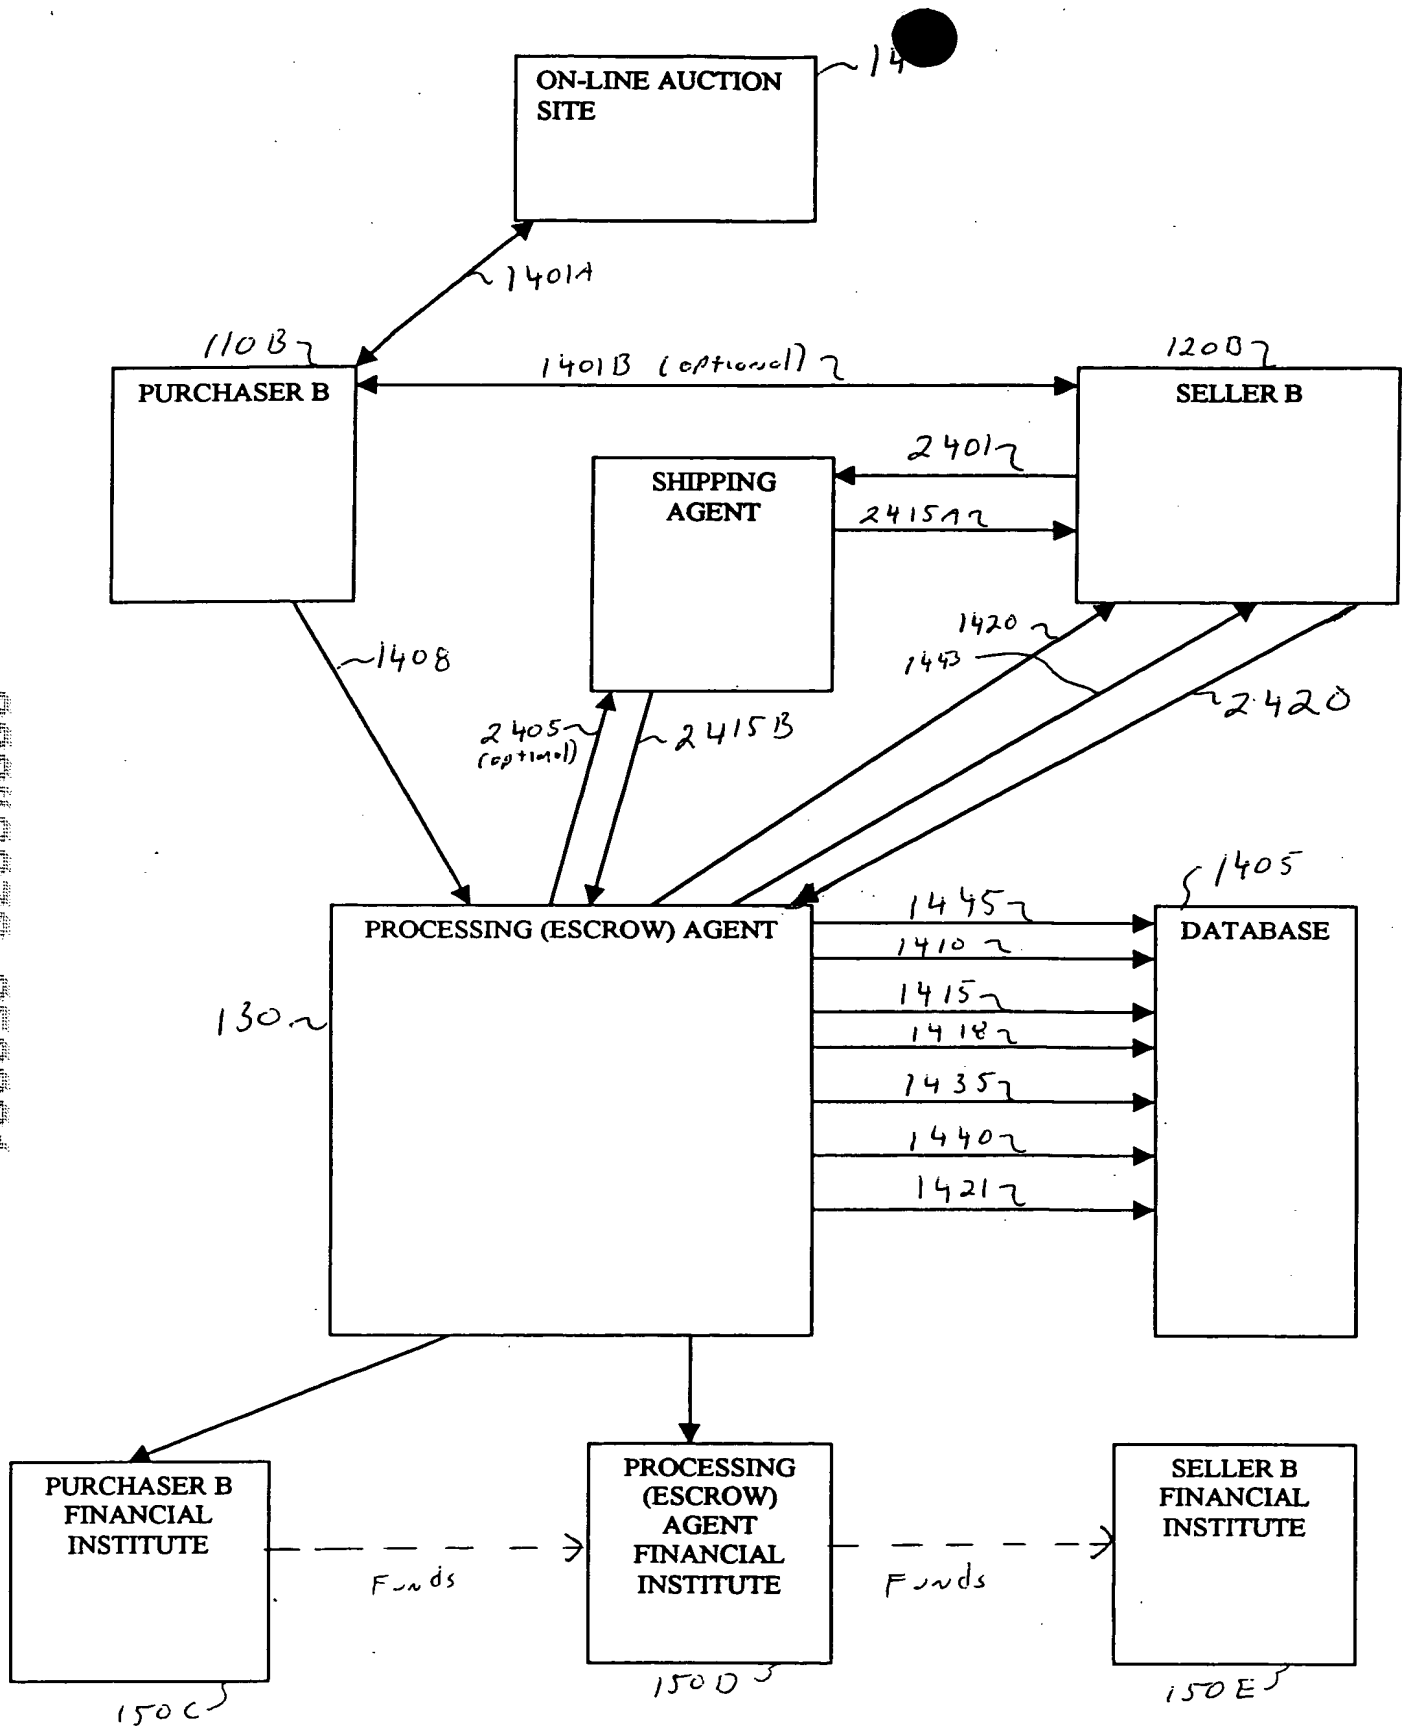 ON-LINE AUCTION
SITE
14
1401A
110B
1401B (optional)
120B
PURCHASER B
SELLER B
2401
SHIPPING
AGENT
2415A
1420
1443
1408
2405
(optional)
2415B
2420
1405
PROCESSING (ESCROW) AGENT
1445
DATABASE
1410
130
1415
1418
1435
1440
1421
PURCHASER B
FINANCIAL
INSTITUTE
PROCESSING
(ESCROW)
AGENT
FINANCIAL
INSTITUTE
SELLER B
FINANCIAL
INSTITUTE
Funds
Funds
150C
150D
150E